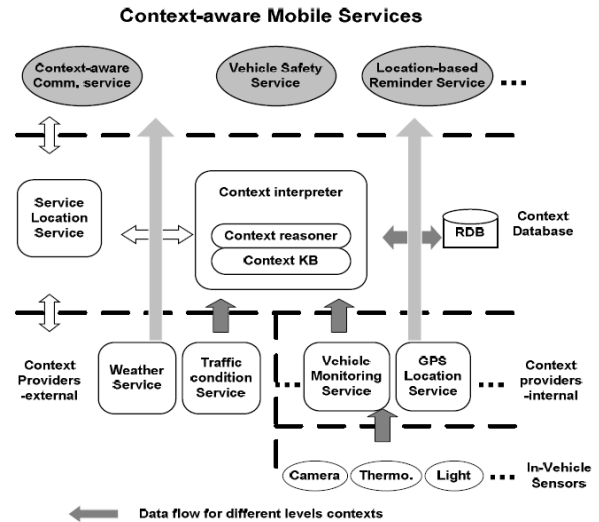 Context-aware Mobile Services
Context-aware
Comm. service
Vehicle Safety
Service
Location-based
Reminder Service
Service
Location
Service
Context interpreter
Context reasoner
Context KB
RDB
Context
Database
Context
Providers
-external
Weather
Service
Traffic
condition
Service
Vehicle
Monitoring
Service
GPS
Location
Service
Context
providers
-internal
Camera
Thermo.
Light
In-Vehicle
Sensors
Data flow for different levels contexts